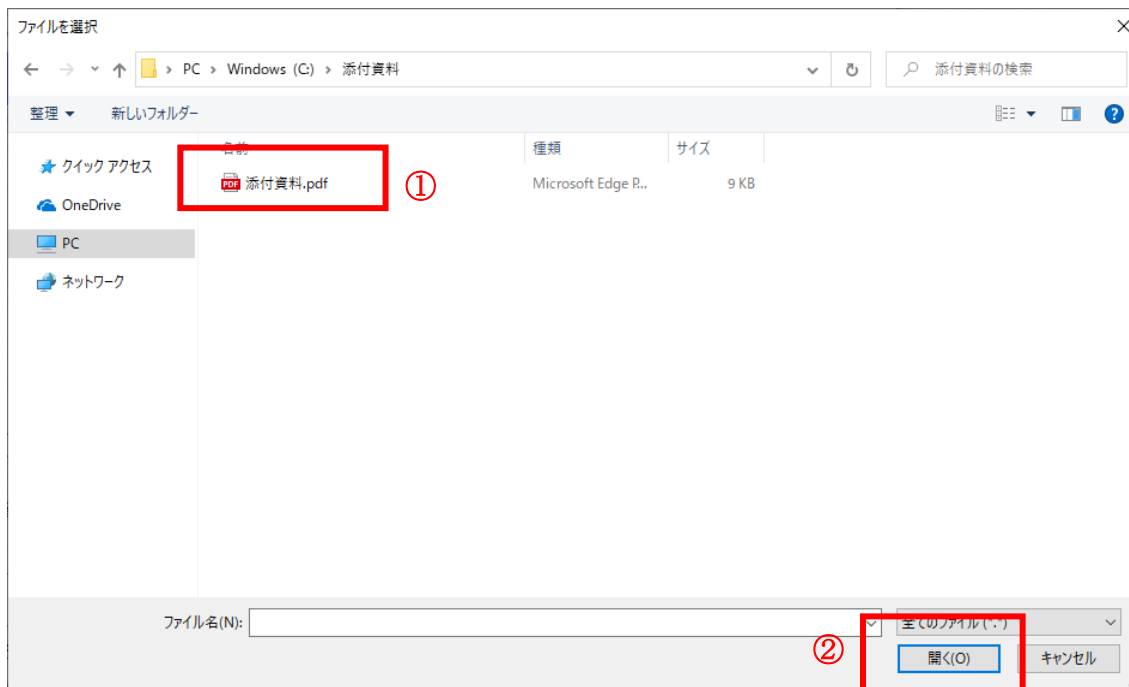 ファイルを選択
PC › Windows (C:) › 添付資料
添付資料の検索
整理 新しいフォルダー
名前 種類 サイズ
クイック アクセス
添付資料.pdf Microsoft Edge P... 9 KB
①
OneDrive
PC
ネットワーク
ファイル名(N):
全てのファイル (*.*)
②
開く(O) キャンセル